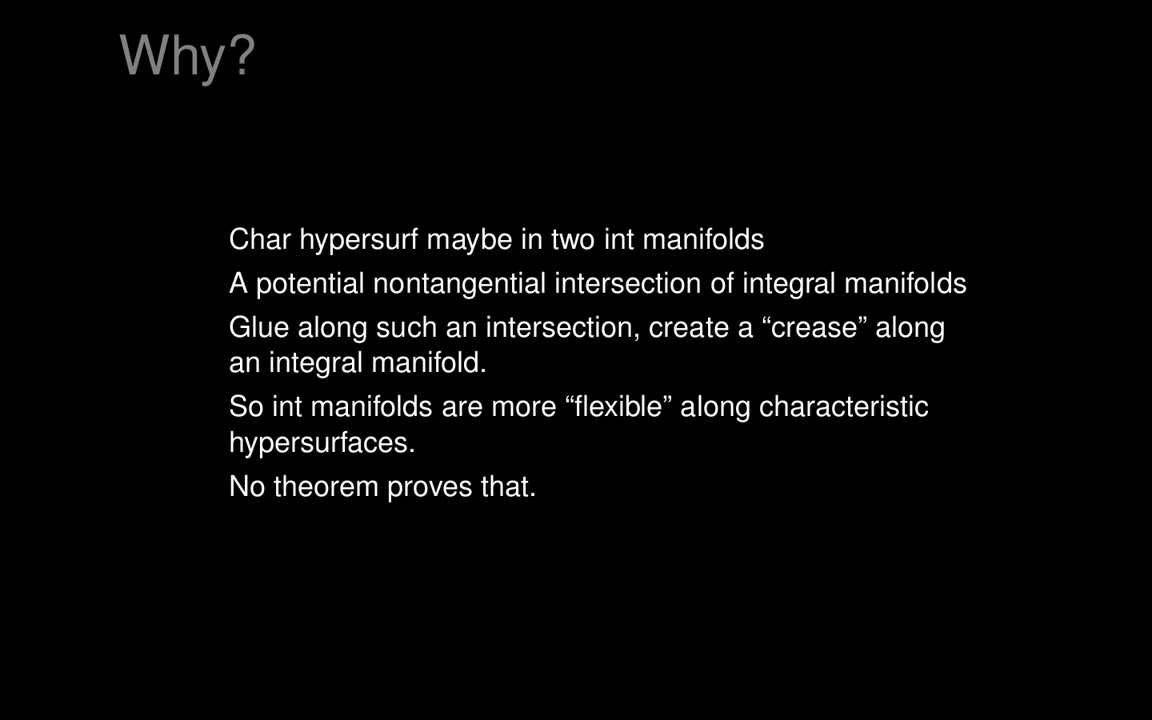 Why?
Char hypersurf maybe in two int manifolds
A potential nontangential intersection of integral manifolds
Glue along such an intersection, create a “crease” along
an integral manifold.
So int manifolds are more “flexible” along characteristic
hypersurfaces.
No theorem proves that.